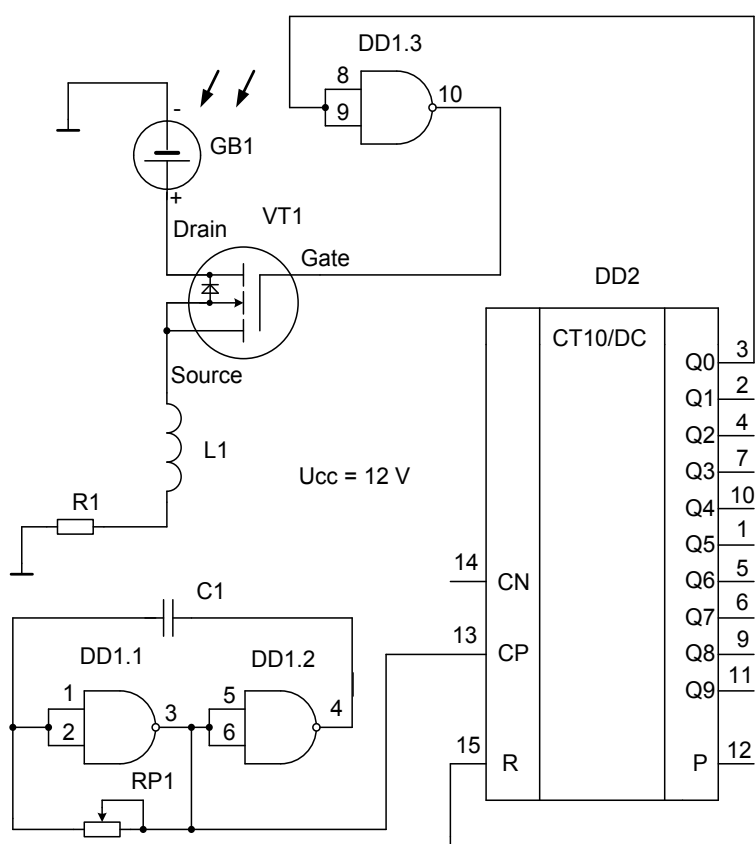 DD1.3
8
9
10
-
GB1
+
Drain
VT1
Gate
Source
L1
R1
Ucc = 12 V
DD2
CT10/DC
Q0 3
Q1 2
Q2 4
Q3 7
Q4 10
Q5 1
Q6 5
Q7 6
Q8 9
Q9 11
P 12
14 CN
13 CP
15 R
C1
DD1.1
1
2
3
DD1.2
5
6
4
RP1